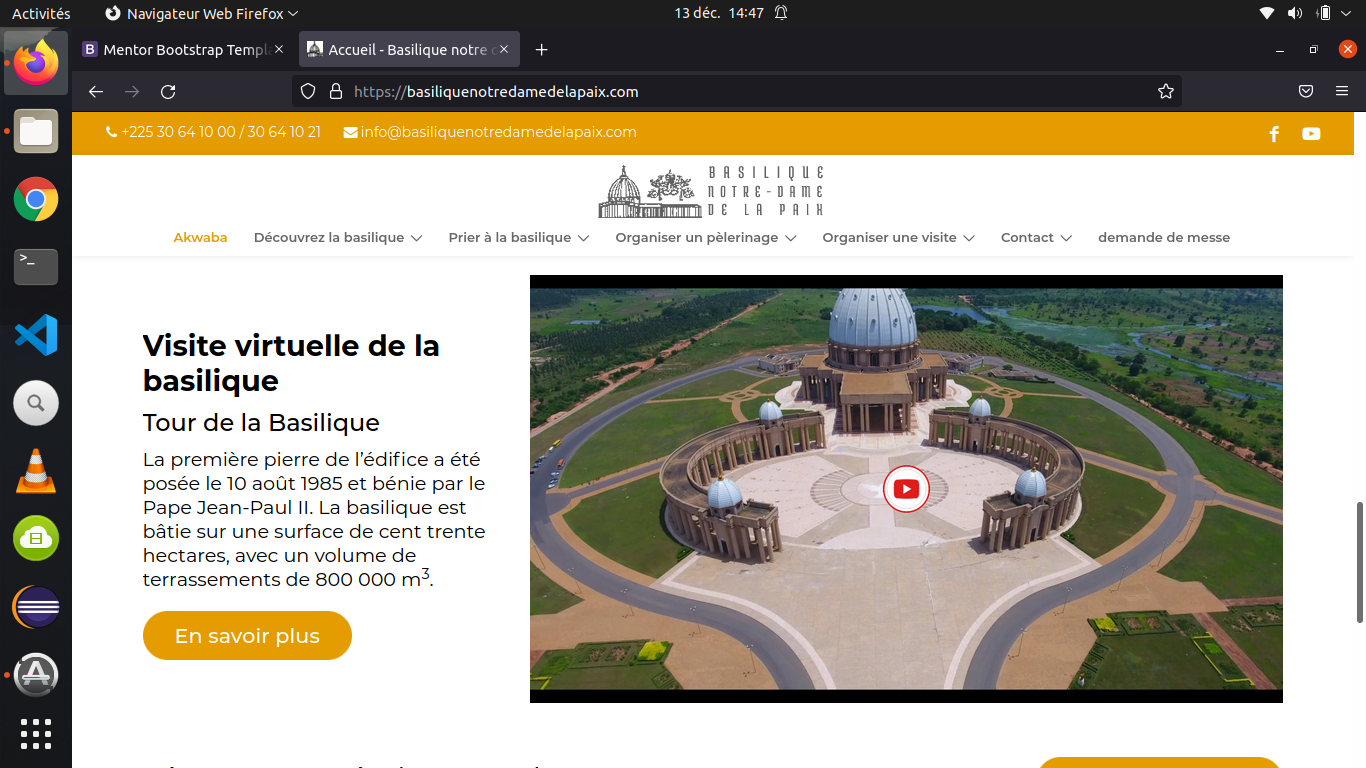 Activités
Navigateur Web Firefox
13 déc. 14:47
B Mentor Bootstrap Templa
Accueil - Basilique notre d
https://basiliquenotredamedelapaix.com
+225 30 64 10 00 / 30 64 10 21
info@basiliquenotredamedelapaix.com
BASILIQUE
NOTRE-DAME
DE LA PAIX
Akwaba
Découvrez la basilique
Prier à la basilique
Organiser un pèlerinage
Organiser une visite
Contact
demande de messe
Visite virtuelle de la
basilique
Tour de la Basilique
La première pierre de l’édifice a été
posée le 10 août 1985 et bénie par le
Pape Jean-Paul II. La basilique est
bâtie sur une surface de cent trente
hectares, avec un volume de
terrassements de 800 000 m³.
En savoir plus